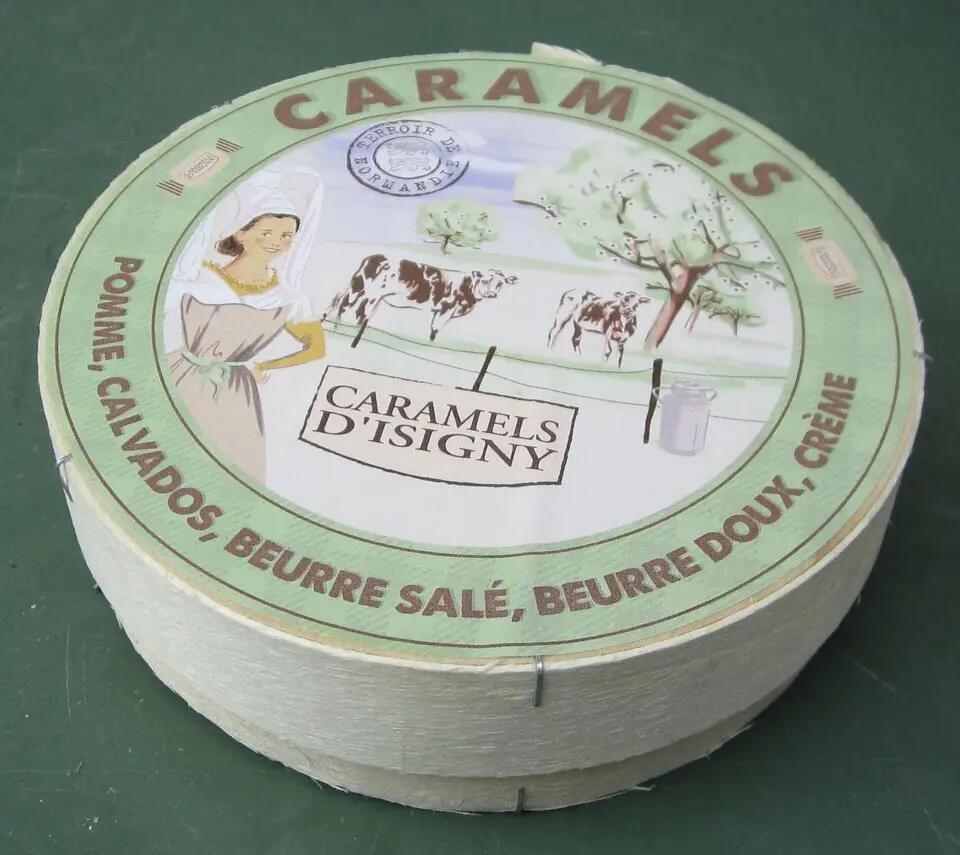 CARAMELS
TERROIR DE NORMANDIE
CARAMELS
D'ISIGNY
POMME, CALVADOS, BEURRE SALÉ, BEURRE DOUX, CRÈME